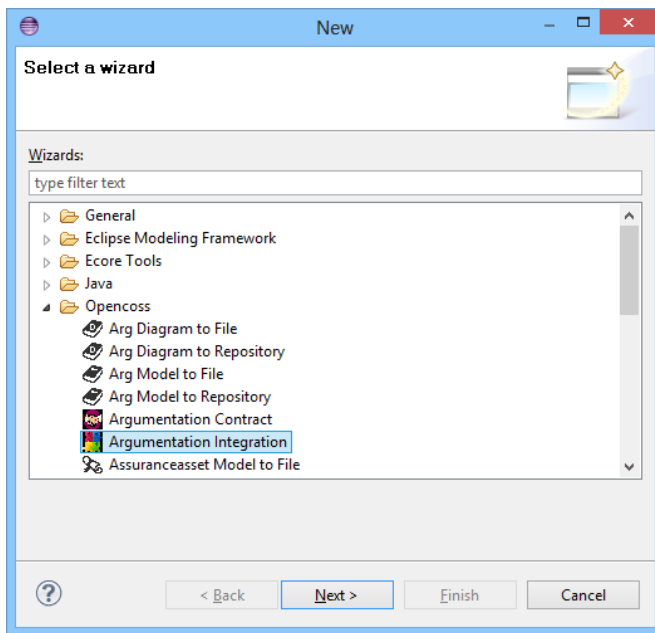 New
Select a wizard
Wizards:
type filter text
General
Eclipse Modeling Framework
Ecore Tools
Java
Opencoss
Arg Diagram to File
Arg Diagram to Repository
Arg Model to File
Arg Model to Repository
Argumentation Contract
Argumentation Integration
Assuranceasset Model to File
< Back Next > Finish Cancel